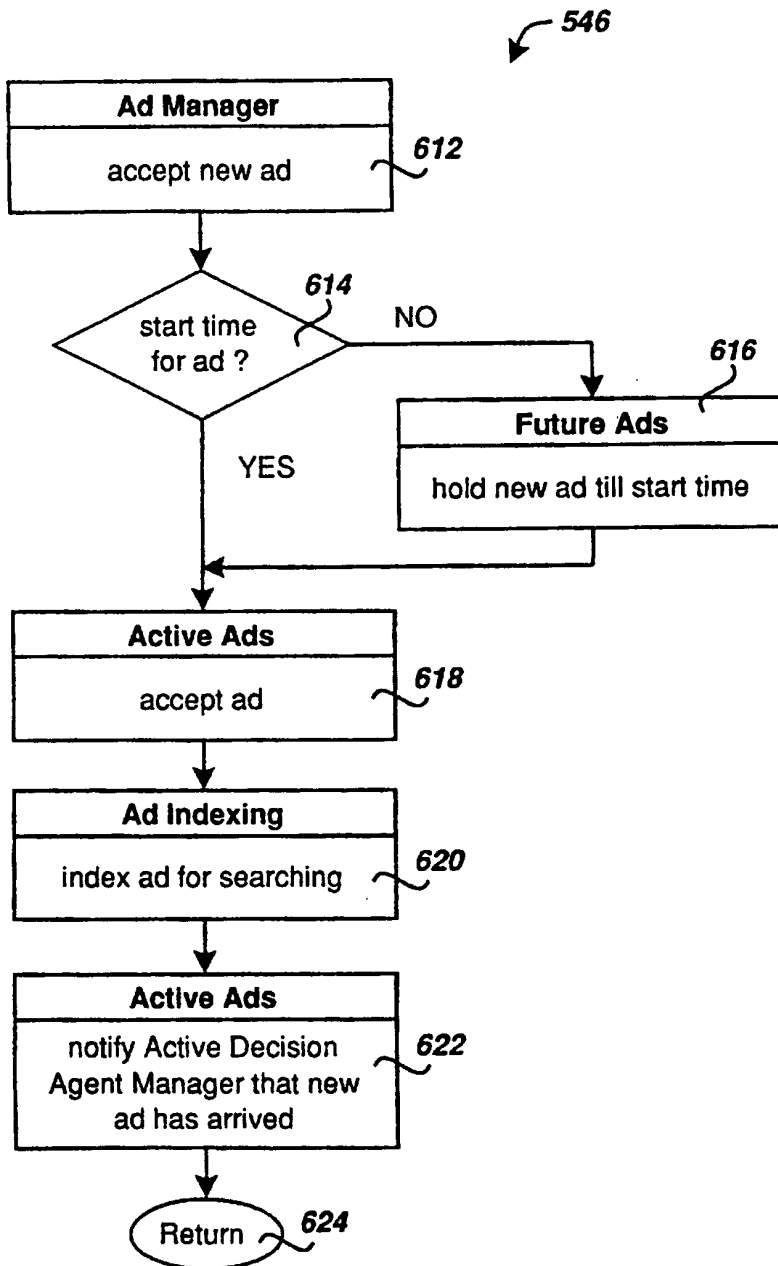 546
Ad Manager
accept new ad
612
614
start time
for ad ?
NO
YES
616
Future Ads
hold new ad till start time
Active Ads
accept ad
618
Ad Indexing
index ad for searching
620
Active Ads
notify Active Decision
Agent Manager that new
ad has arrived
622
Return
624